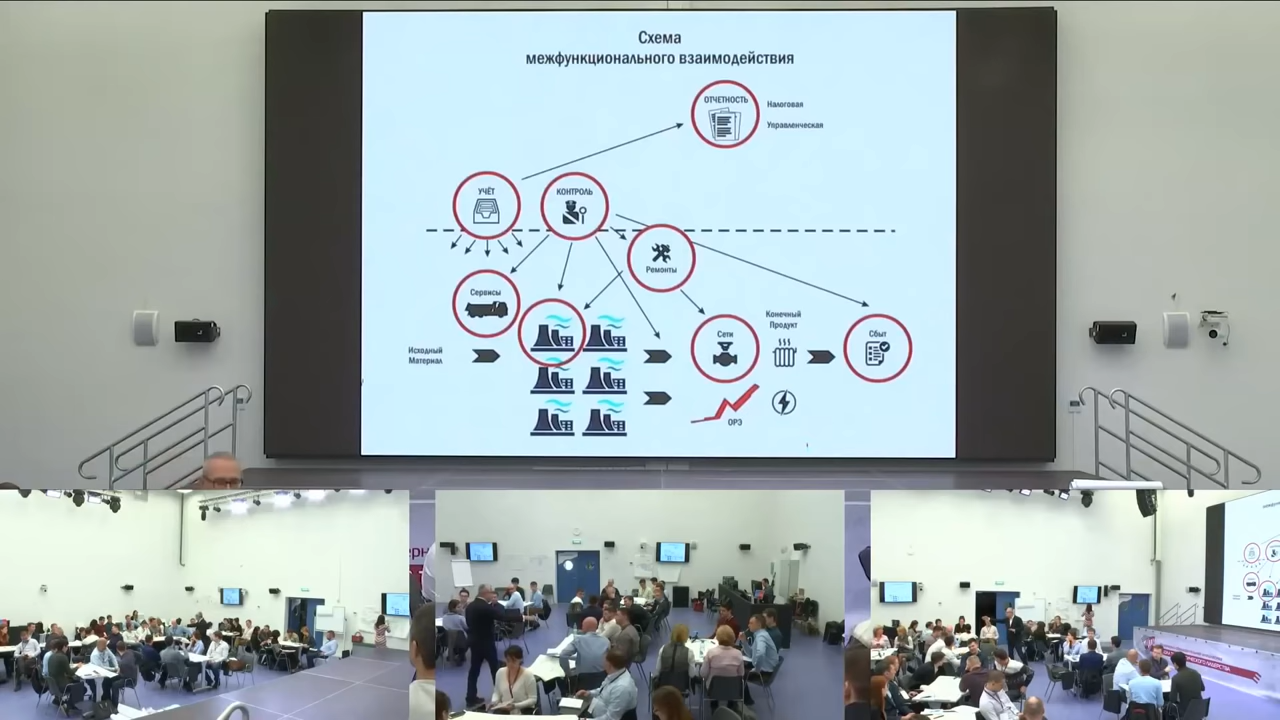 Схема
межфункционального взаимодействия
ОТЧЕТНОСТЬ
Налоговая
Управленческая
УЧЁТ
КОНТРОЛЬ
Ремонты
Сервисы
Исходный
Материал
Сети
Конечный
Продукт
Сбыт
ОРЭ